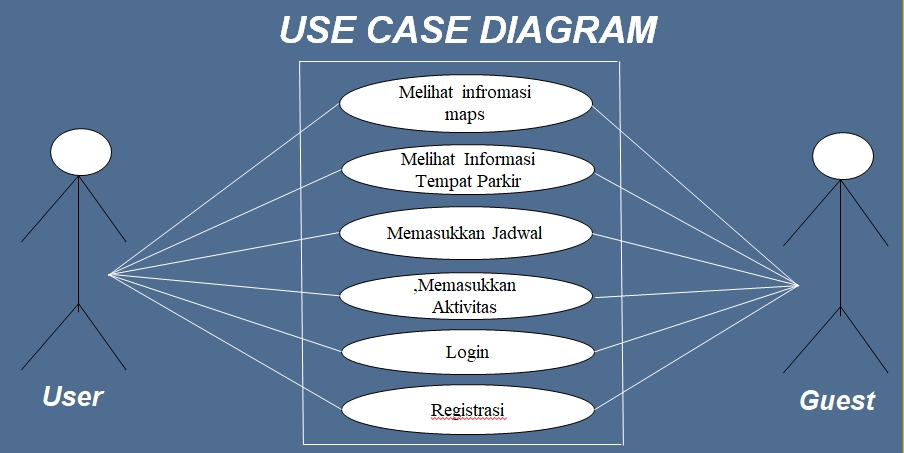 USE CASE DIAGRAM
Melihat infromasi
maps
Melihat Informasi
Tempat Parkir
Memasukkan Jadwal
,Memasukkan
Aktivitas
Login
Registrasi
User
Guest